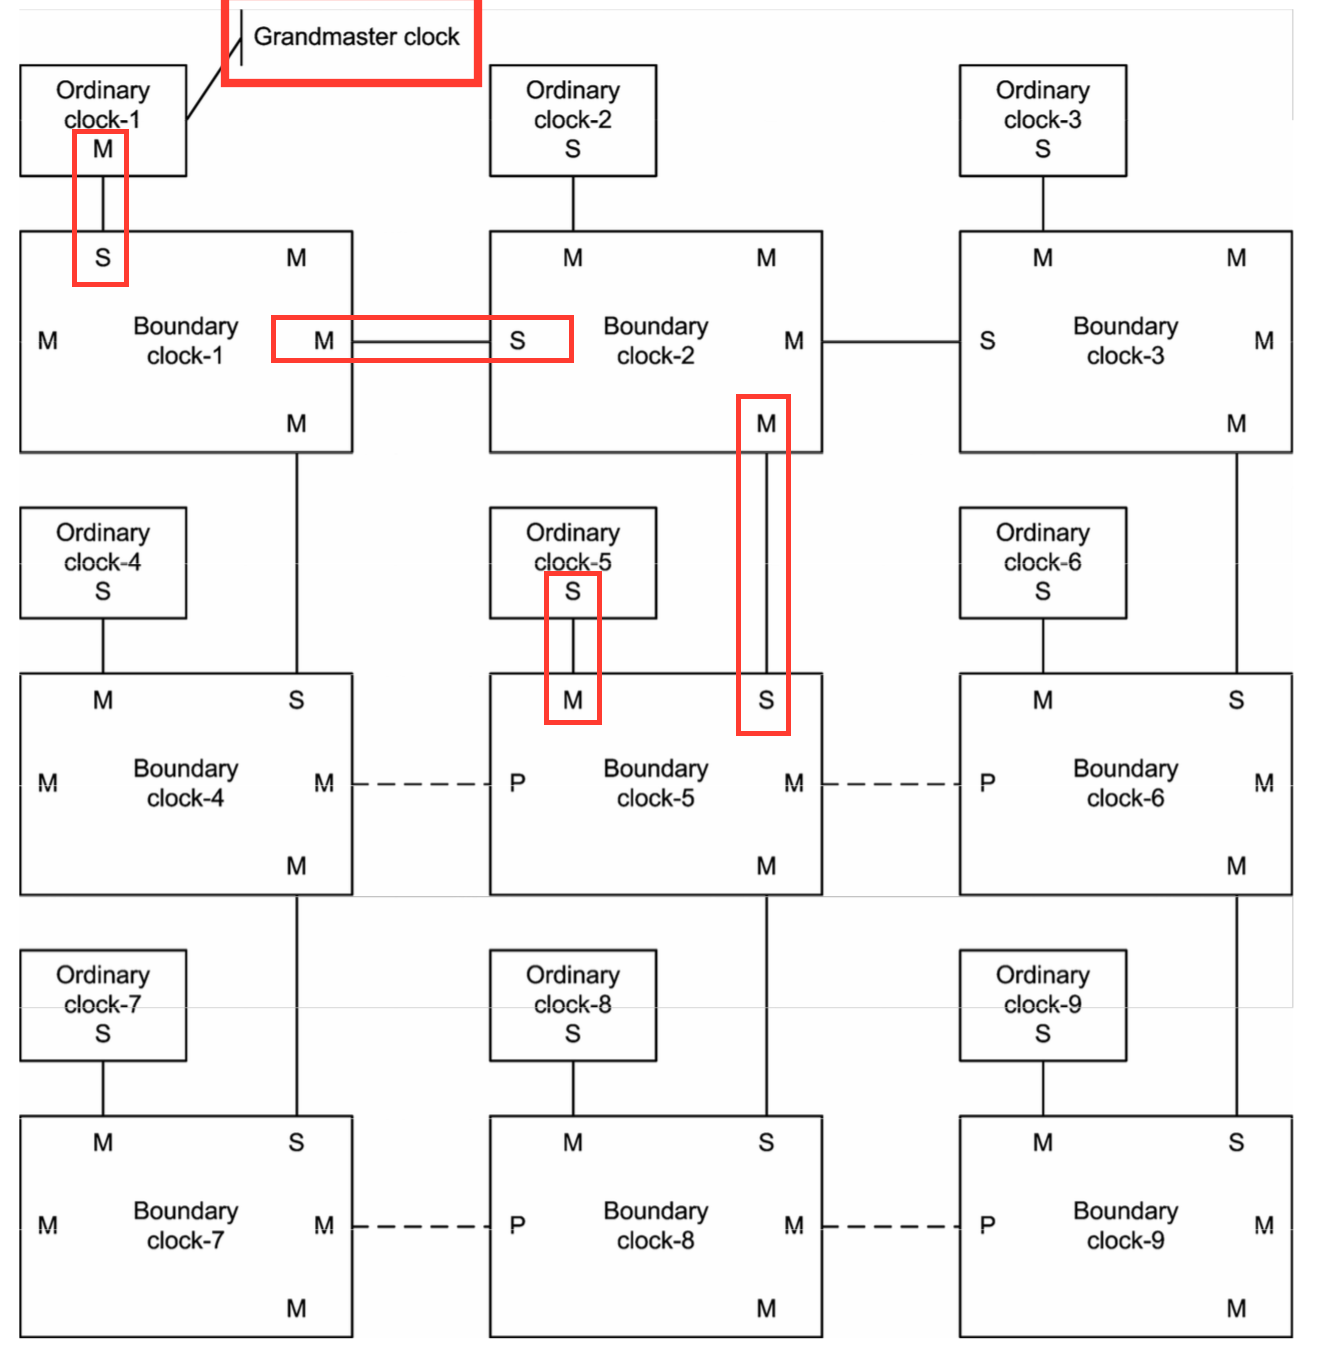 Grandmaster clock
Ordinary
clock-1
M
Ordinary
clock-2
S
Ordinary
clock-3
S
S
M
M
M
M
M
S
M
Boundary
clock-1
M
S
Boundary
clock-2
M
S
Boundary
clock-3
M
M
M
M
Ordinary
clock-4
S
Ordinary
clock-5
S
Ordinary
clock-6
S
M
S
M
S
M
S
M
Boundary
clock-4
M
P
Boundary
clock-5
M
P
Boundary
clock-6
M
M
M
M
Ordinary
clock-7
S
Ordinary
clock-8
S
Ordinary
clock-9
S
M
S
M
S
M
S
M
Boundary
clock-7
M
P
Boundary
clock-8
M
P
Boundary
clock-9
M
M
M
M